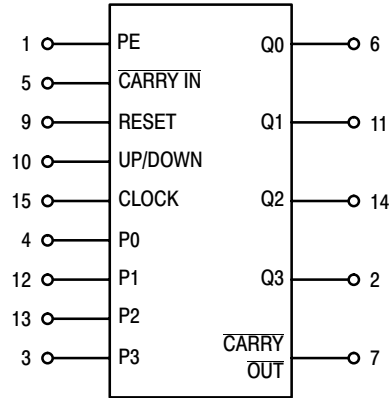 1 PE Q0 6
5 CARRY IN
9 RESET Q1 11
10 UP/DOWN
15 CLOCK Q2 14
4 P0
12 P1 Q3 2
13 P2
3 P3 CARRY OUT 7